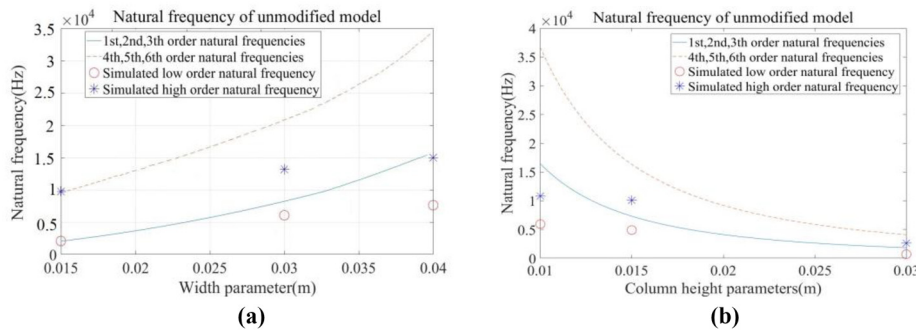 Natural frequency of unmodified model
×10⁴
3.5
3
2.5
2
1.5
1
0.5
0
Natural frequency(Hz)
1st,2nd,3th order natural frequencies
4th,5th,6th order natural frequencies
Simulated low order natural frequency
Simulated high order natural frequency
0.015
0.02
0.025
0.03
0.035
0.04
Width parameter(m)
(a)
Natural frequency of unmodified model
×10⁴
4
3.5
3
2.5
2
1.5
1
0.5
0
Natural frequency(Hz)
1st,2nd,3th order natural frequencies
4th,5th,6th order natural frequencies
Simulated low order natural frequency
Simulated high order natural frequency
0.01
0.015
0.02
0.025
0.03
Column height parameters(m)
(b)